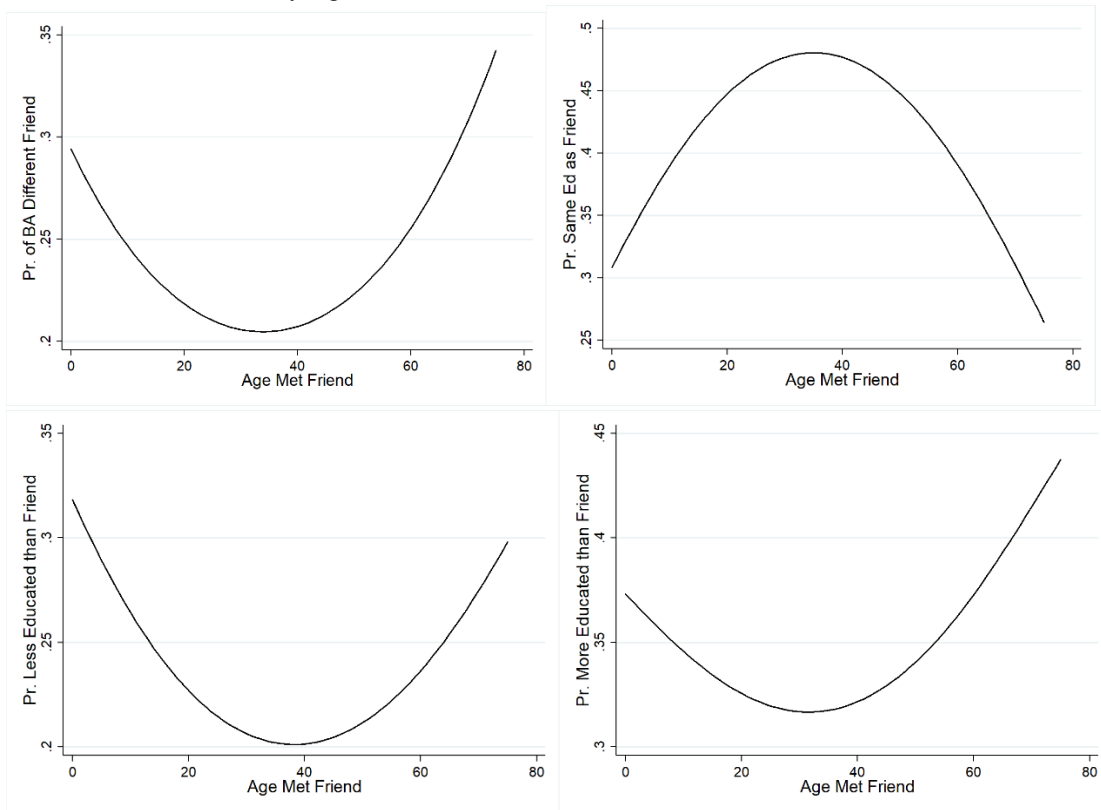 .35
.3
.25
.2
Pr. of BA Different Friend
0 20 40 60 80
Age Met Friend
.5
.45
.4
.35
.3
.25
Pr. Same Ed as Friend
0 20 40 60 80
Age Met Friend
.35
.3
.25
.2
Pr. Less Educated than Friend
0 20 40 60 80
Age Met Friend
.45
.4
.35
.3
Pr. More Educated than Friend
0 20 40 60 80
Age Met Friend